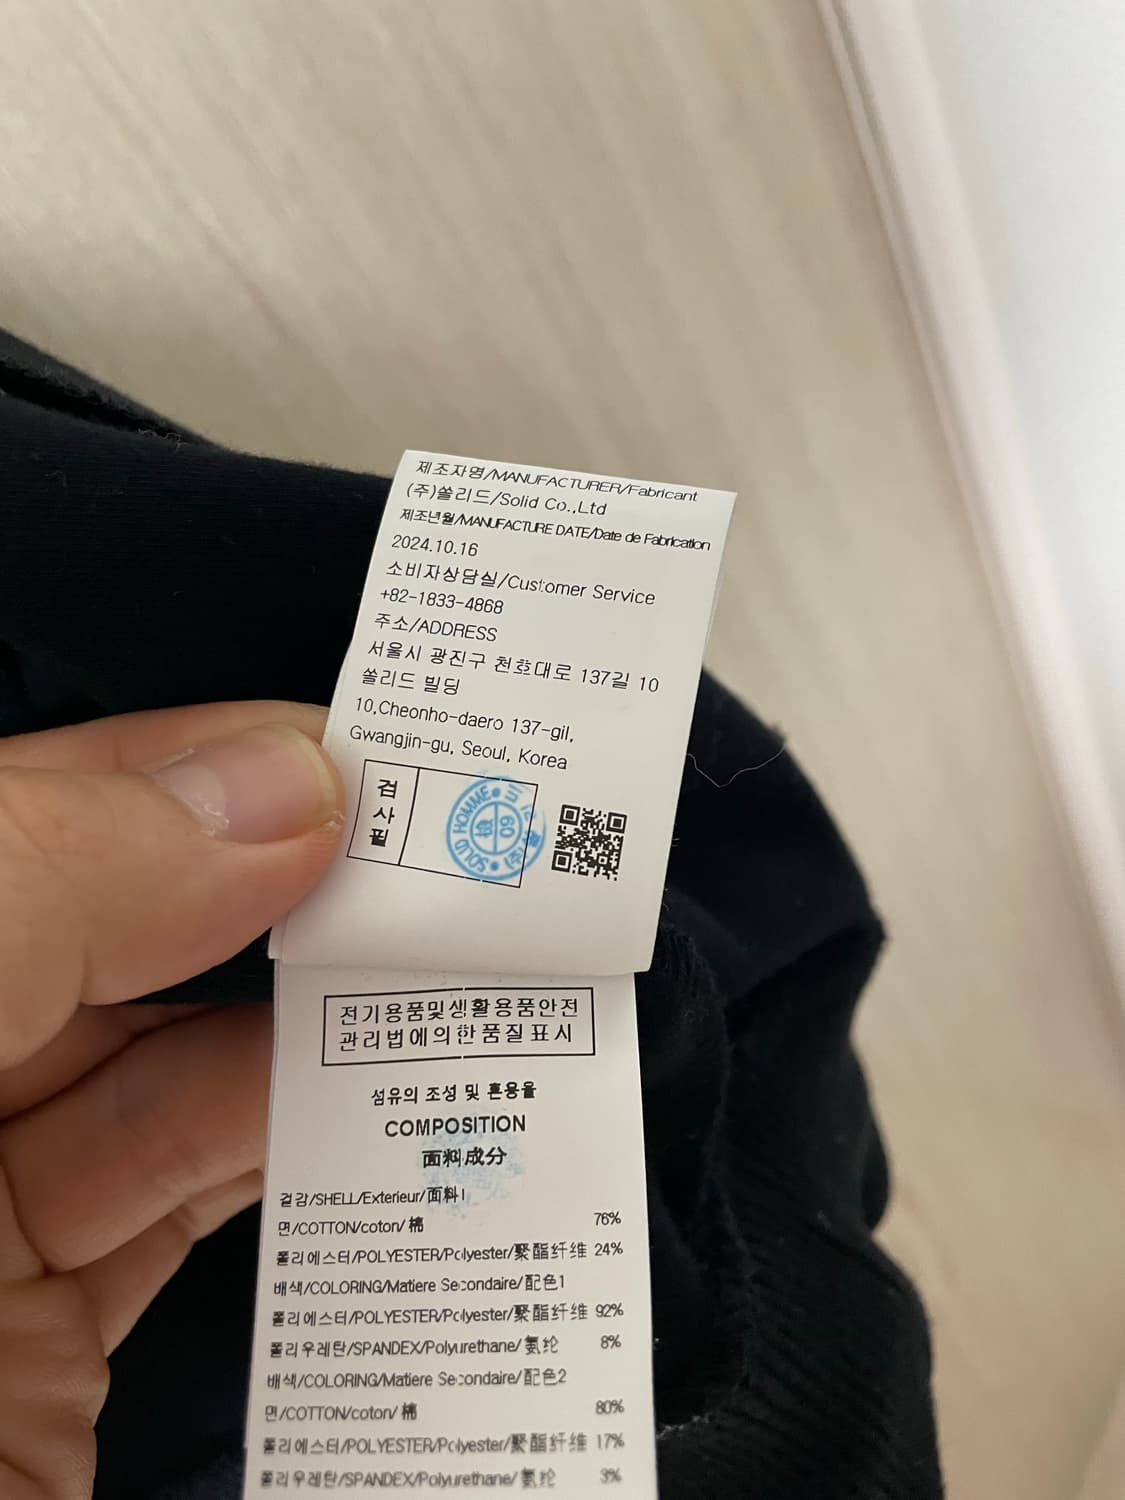 제조자명/MANUFACTURER/Fabricant
(주)쏠리드/Solid Co.,Ltd
제조년월/MANUFACTURE DATE/Date de Fabrication
2024.10.16
소비자상담실/Customer Service
+82-1833-4868
주소/ADDRESS
서울시 광진구 천호대로 137길 10
쏠리드 빌딩
10,Cheonho-daero 137-gil,
Gwangjin-gu, Seoul, Korea
검사필
SOLID HOMME
檢 09
전기용품및생활용품안전
관리법에의한품질표시
섬유의 조성 및 혼용율
COMPOSITION
面料成分
겉감/SHELL/Exterieur/面料1
면/COTTON/coton/棉 76%
폴리에스터/POLYESTER/Polyester/聚酯纤维 24%
배색/COLORING/Matiere Secondaire/配色1
폴리에스터/POLYESTER/Polyester/聚酯纤维 92%
폴리우레탄/SPANDEX/Polyurethane/氨纶 8%
배색/COLORING/Matiere Secondaire/配色2
면/COTTON/coton/棉 80%
폴리에스터/POLYESTER/Polyester/聚酯纤维 17%
폴리우레탄/SPANDEX/Polyurethane/氨纶 3%